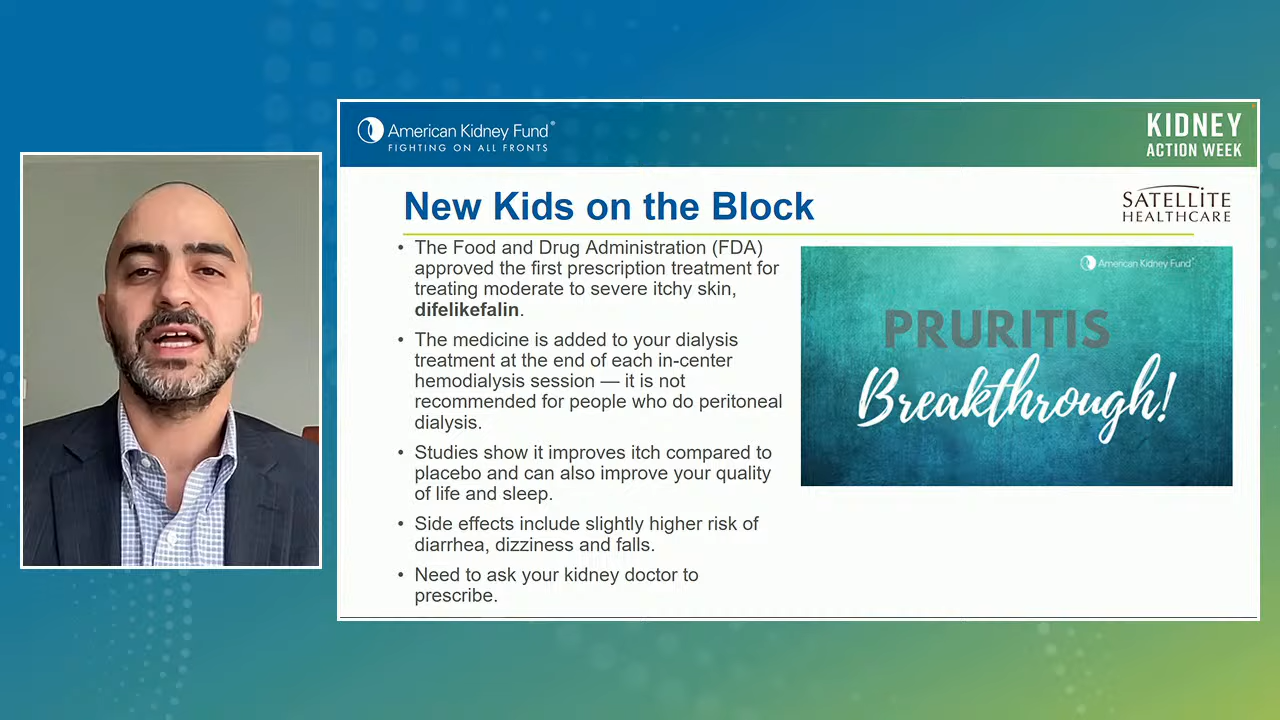 American Kidney Fund®
FIGHTING ON ALL FRONTS
KIDNEY
ACTION WEEK
New Kids on the Block
SATELLITE
HEALTHCARE
• The Food and Drug Administration (FDA)
approved the first prescription treatment for
treating moderate to severe itchy skin,
difelikefalin.
• The medicine is added to your dialysis
treatment at the end of each in-center
hemodialysis session — it is not
recommended for people who do peritoneal
dialysis.
• Studies show it improves itch compared to
placebo and can also improve your quality
of life and sleep.
• Side effects include slightly higher risk of
diarrhea, dizziness and falls.
• Need to ask your kidney doctor to
prescribe.
American Kidney Fund®
PRURITIS
Breakthrough!